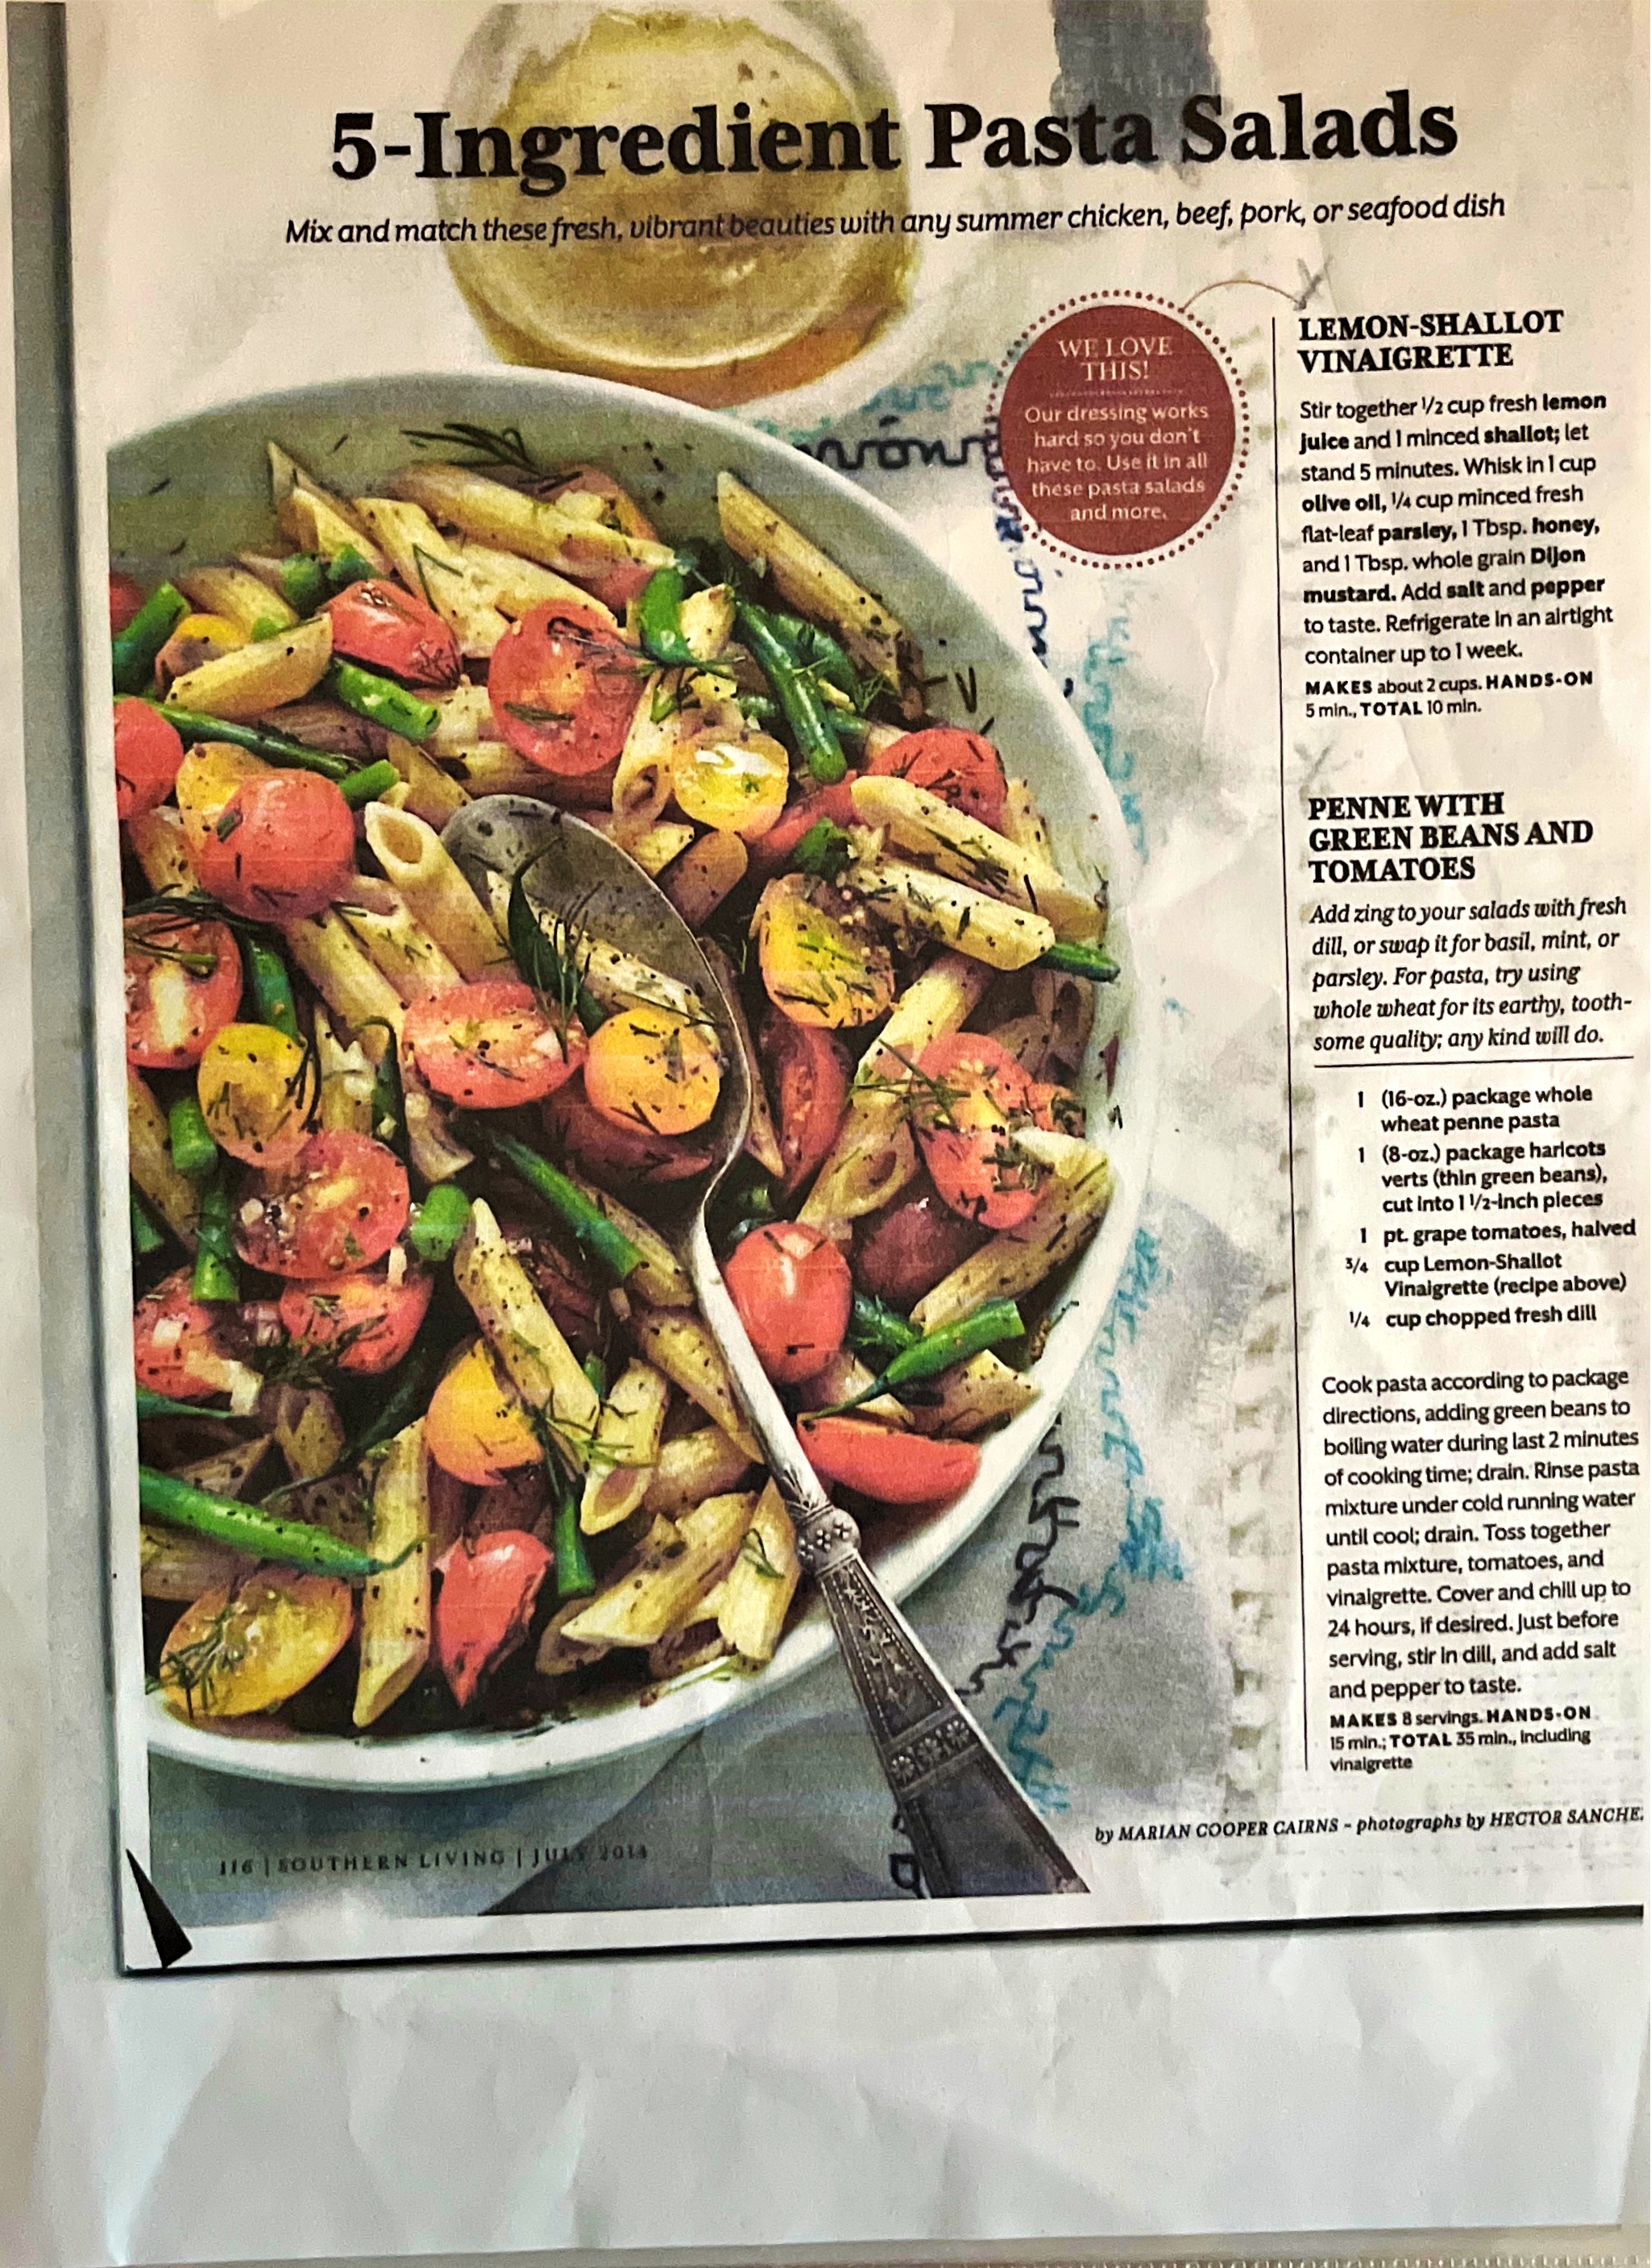 5-Ingredient Pasta Salads
Mix and match these fresh, vibrant beauties with any summer chicken, beef, pork, or seafood dish
WE LOVE
THIS!
Our dressing works
hard so you don't
have to. Use it in all
these pasta salads
and more.
LEMON-SHALLOT
VINAIGRETTE
Stir together 1/2 cup fresh lemon
juice and 1 minced shallot; let
stand 5 minutes. Whisk in 1 cup
olive oil, 1/4 cup minced fresh
flat-leaf parsley, 1 Tbsp. honey,
and 1 Tbsp. whole grain Dijon
mustard. Add salt and pepper
to taste. Refrigerate in an airtight
container up to 1 week.
MAKES about 2 cups. HANDS-ON
5 min., TOTAL 10 min.
PENNE WITH
GREEN BEANS AND
TOMATOES
Add zing to your salads with fresh
dill, or swap it for basil, mint, or
parsley. For pasta, try using
whole wheat for its earthy, tooth-
some quality; any kind will do.
1 (16-oz.) package whole
wheat penne pasta
1 (8-oz.) package haricots
verts (thin green beans),
cut into 1 1/2-inch pieces
1 pt. grape tomatoes, halved
3/4 cup Lemon-Shallot
Vinaigrette (recipe above)
1/4 cup chopped fresh dill
Cook pasta according to package
directions, adding green beans to
boiling water during last 2 minutes
of cooking time; drain. Rinse pasta
mixture under cold running water
until cool; drain. Toss together
pasta mixture, tomatoes, and
vinaigrette. Cover and chill up to
24 hours, if desired. Just before
serving, stir in dill, and add salt
and pepper to taste.
MAKES 8 servings. HANDS-ON
15 min.; TOTAL 35 min., including
vinaigrette
by MARIAN COOPER CAIRNS - photographs by HECTOR SANCHE
116 | SOUTHERN LIVING | JULY 2014